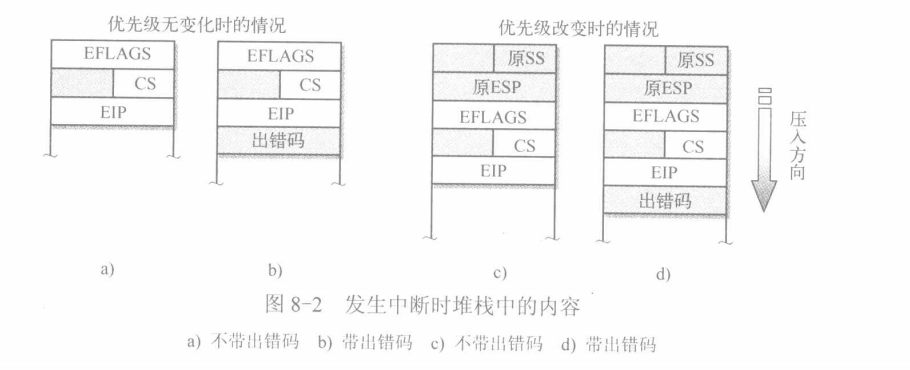 优先级无变化时的情况
优先级改变时的情况
EFLAGS
CS
EIP
EFLAGS
CS
EIP
出错码
原SS
原ESP
EFLAGS
CS
EIP
原SS
原ESP
EFLAGS
CS
EIP
出错码
压入方向
a)
b)
c)
d)
图 8-2 发生中断时堆栈中的内容
a) 不带出错码 b) 带出错码 c) 不带出错码 d) 带出错码